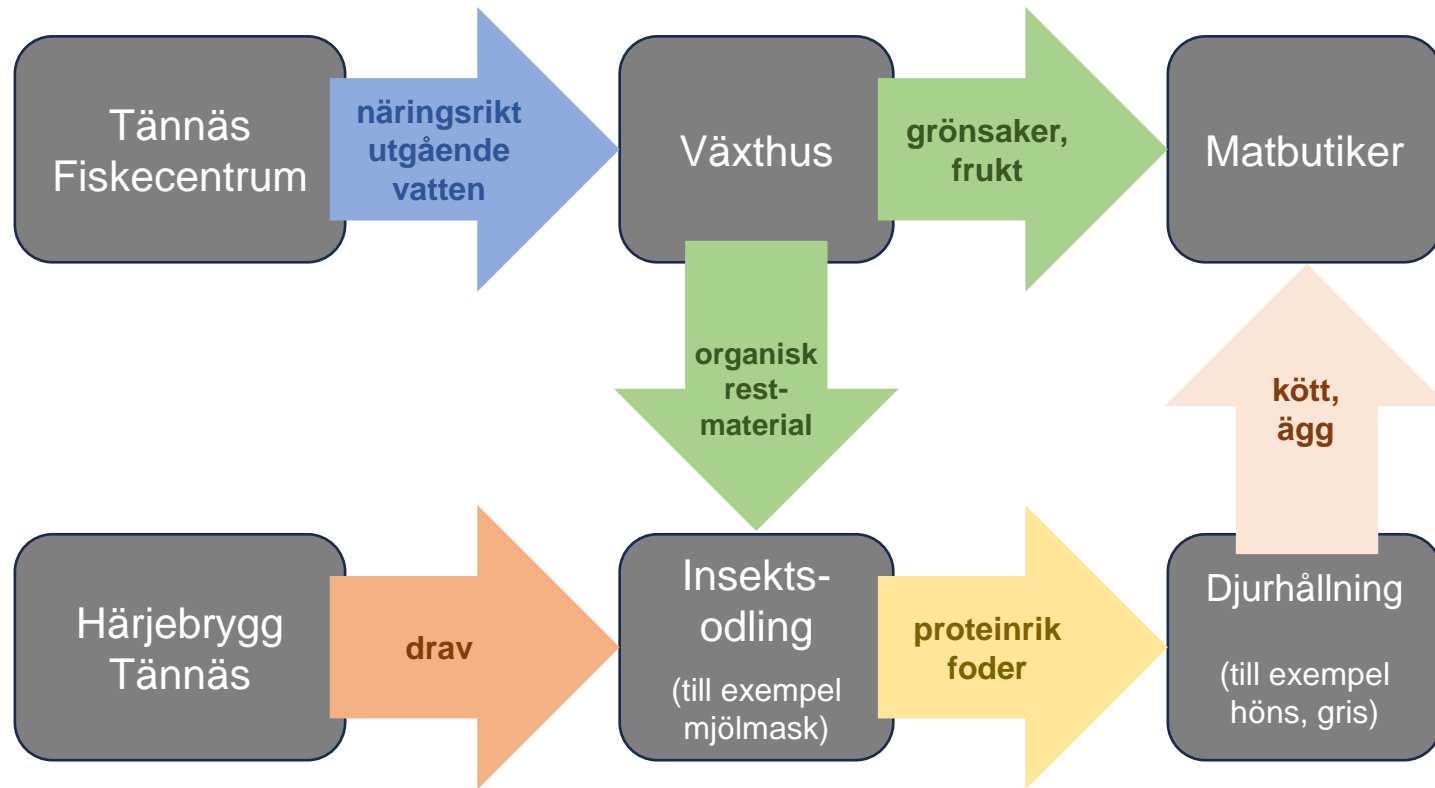 Tännäs
Fiskecentrum
näringsrikt
utgående
vatten
Växthus
grönsaker,
frukt
Matbutiker
organisk
rest-
material
kött,
ägg
Härjebrygg
Tännäs
drav
Insekts-
odling
(till exempel
mjölmask)
proteinrik
foder
Djurhållning
(till exempel
höns, gris)